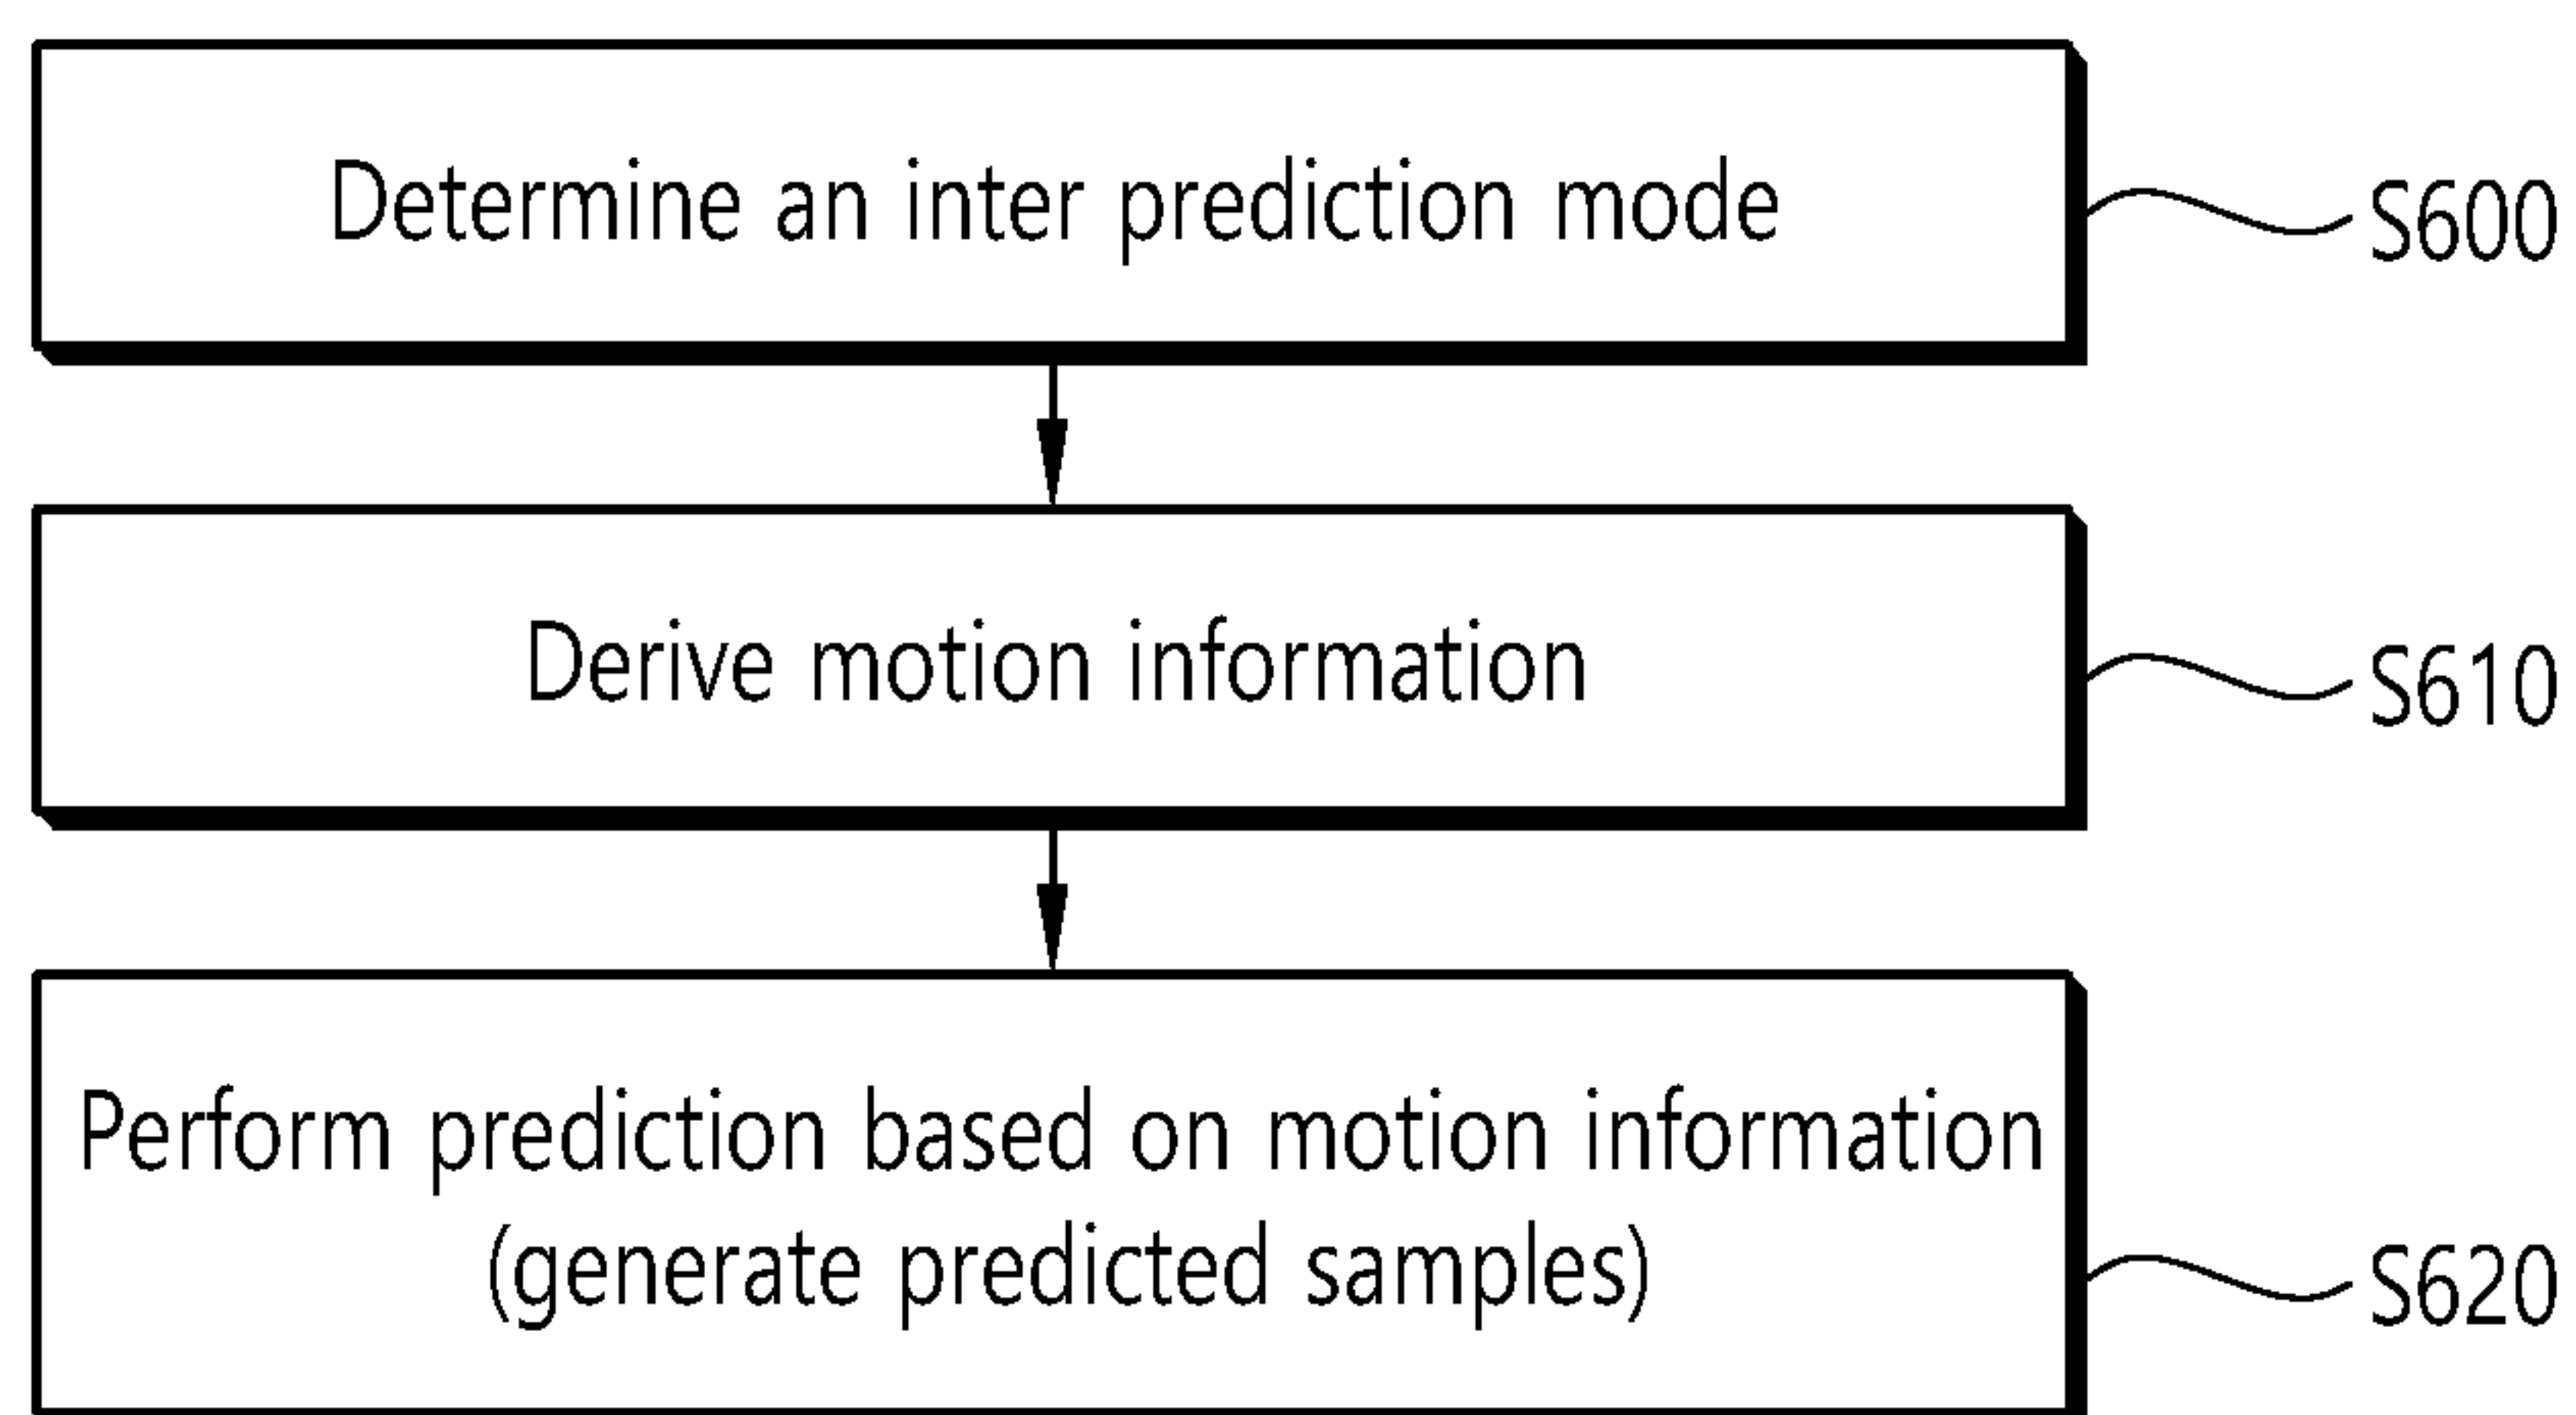 Determine an inter prediction mode
S600
Derive motion information
S610
Perform prediction based on motion information
(generate predicted samples)
S620